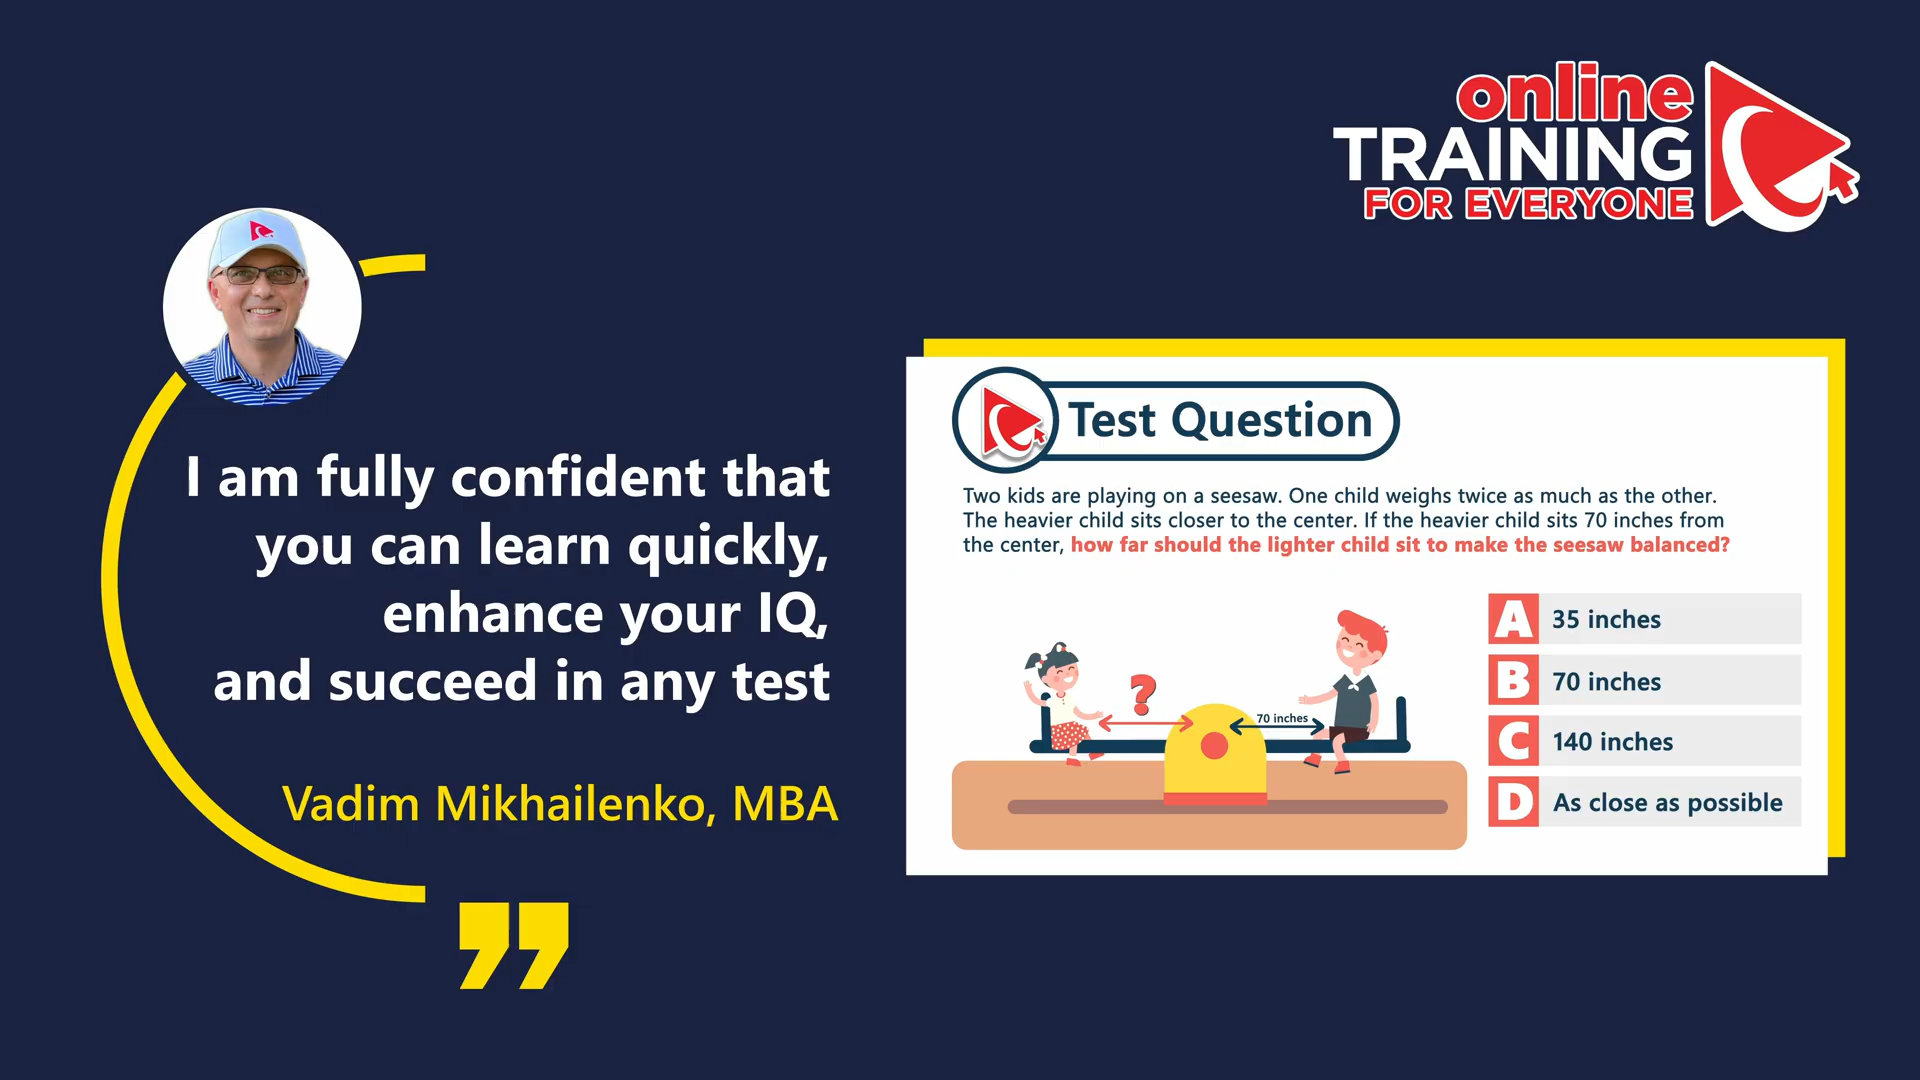 online
TRAINING
FOR EVERYONE
I am fully confident that
you can learn quickly,
enhance your IQ,
and succeed in any test
Vadim Mikhailenko, MBA
”
Test Question
Two kids are playing on a seesaw. One child weighs twice as much as the other.
The heavier child sits closer to the center. If the heavier child sits 70 inches from
the center, how far should the lighter child sit to make the seesaw balanced?
?
70 inches
A 35 inches
B 70 inches
C 140 inches
D As close as possible